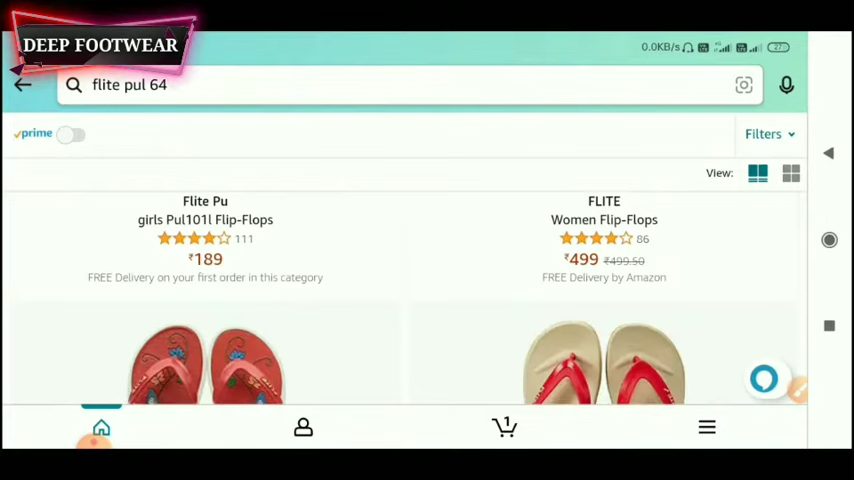 DEEP FOOTWEAR
0.0KB/s
flite pul 64
prime
Filters
View:
Flite Pu
girls Pul101l Flip-Flops
111
₹189
FREE Delivery on your first order in this category
FLITE
Women Flip-Flops
86
₹499 ₹499.50
FREE Delivery by Amazon
1